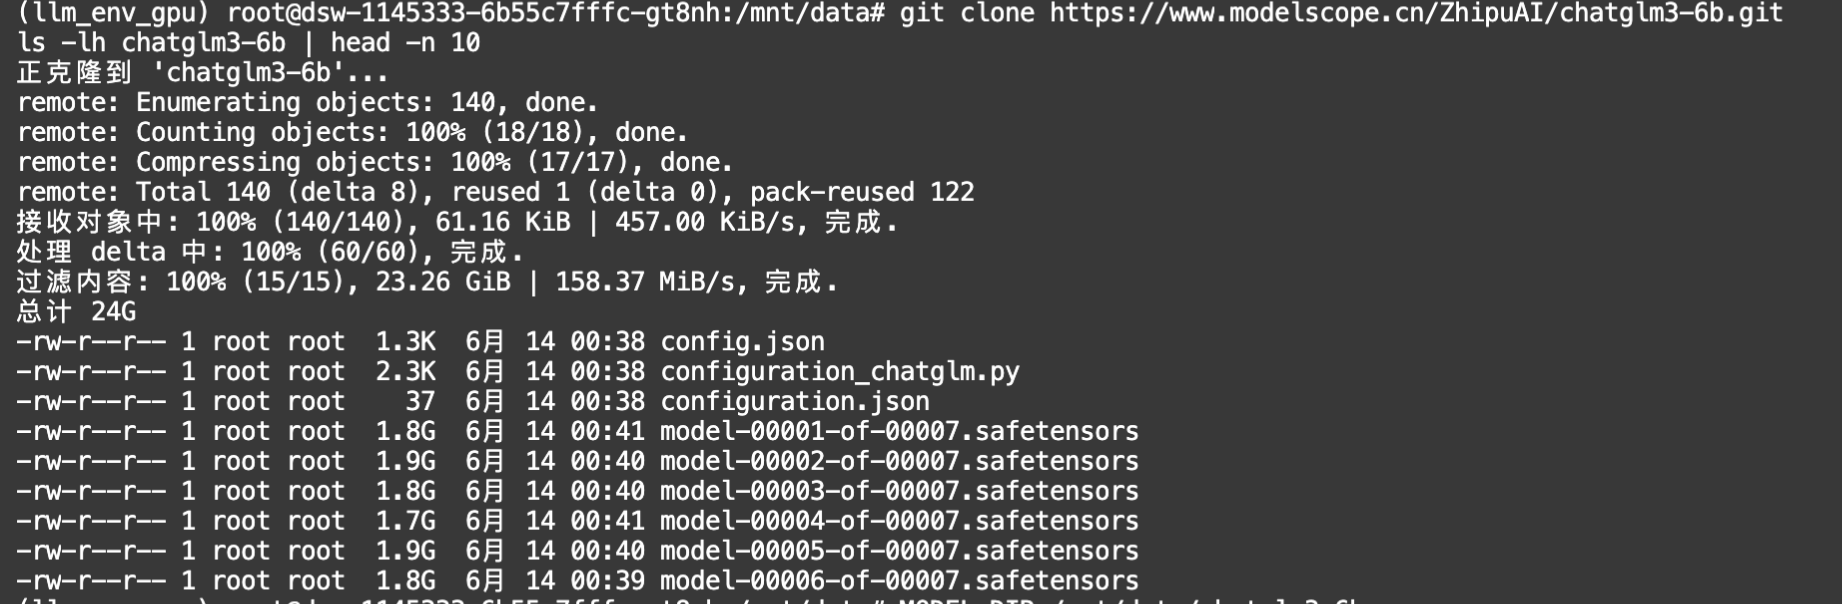 (llm_env_gpu) root@dsw-1145333-6b55c7fffc-gt8nh:/mnt/data# git clone https://www.modelscope.cn/ZhipuAI/chatglm3-6b.git
ls -lh chatglm3-6b | head -n 10
正克隆到 'chatglm3-6b'...
remote: Enumerating objects: 140, done.
remote: Counting objects: 100% (18/18), done.
remote: Compressing objects: 100% (17/17), done.
remote: Total 140 (delta 8), reused 1 (delta 0), pack-reused 122
接收对象中: 100% (140/140), 61.16 KiB | 457.00 KiB/s, 完成.
处理 delta 中: 100% (60/60), 完成.
过滤内容: 100% (15/15), 23.26 GiB | 158.37 MiB/s, 完成.
总计 24G
-rw-r--r-- 1 root root  1.3K  6月  14 00:38 config.json
-rw-r--r-- 1 root root  2.3K  6月  14 00:38 configuration_chatglm.py
-rw-r--r-- 1 root root    37  6月  14 00:38 configuration.json
-rw-r--r-- 1 root root  1.8G  6月  14 00:41 model-00001-of-00007.safetensors
-rw-r--r-- 1 root root  1.9G  6月  14 00:40 model-00002-of-00007.safetensors
-rw-r--r-- 1 root root  1.8G  6月  14 00:40 model-00003-of-00007.safetensors
-rw-r--r-- 1 root root  1.7G  6月  14 00:41 model-00004-of-00007.safetensors
-rw-r--r-- 1 root root  1.9G  6月  14 00:40 model-00005-of-00007.safetensors
-rw-r--r-- 1 root root  1.8G  6月  14 00:39 model-00006-of-00007.safetensors